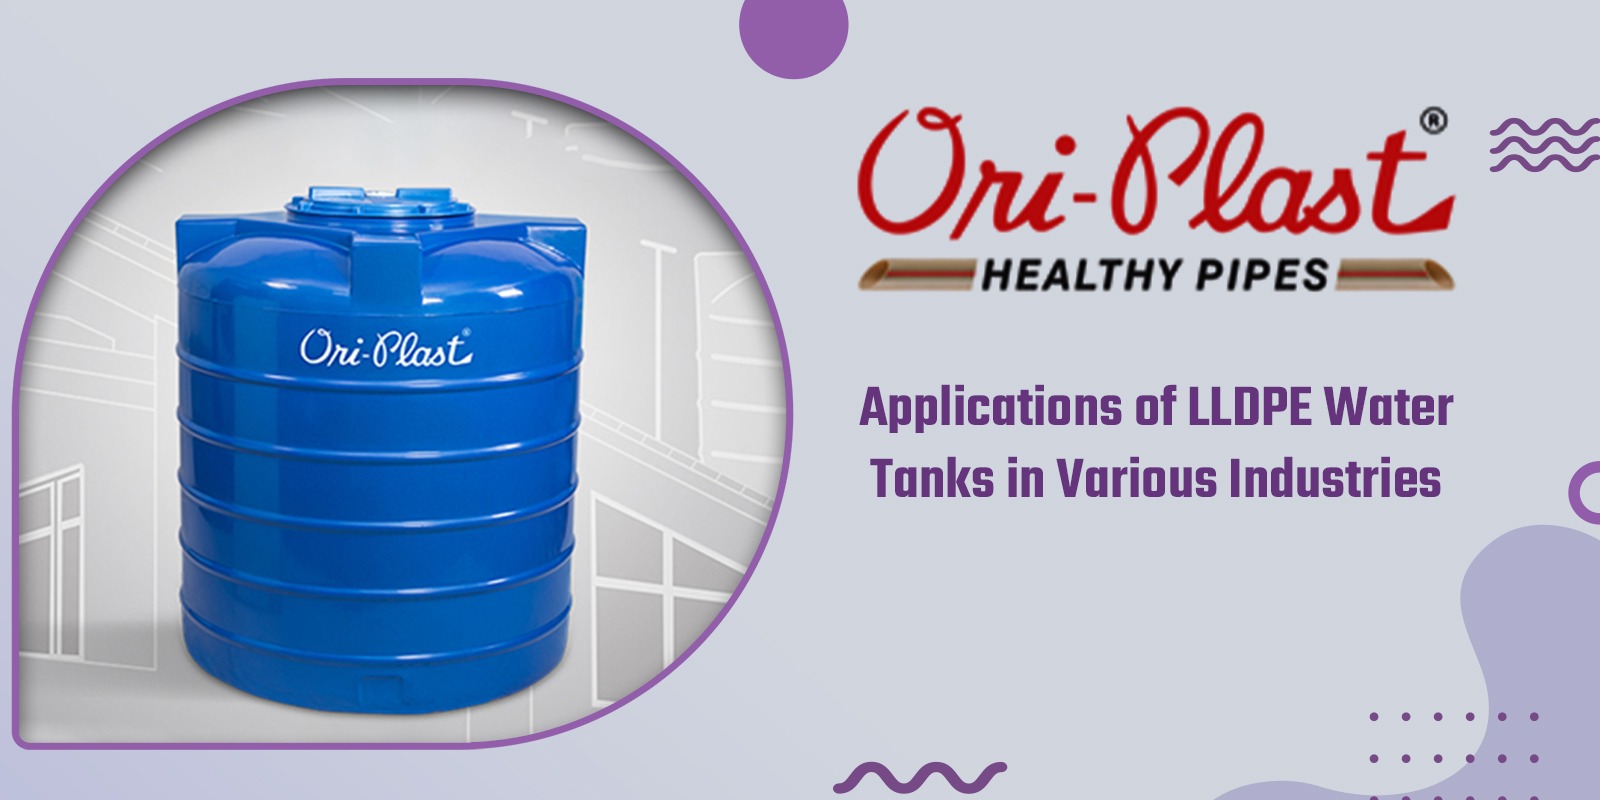 Ori-Plast®
Ori-Plast®
HEALTHY PIPES
Applications of LLDPE Water
Tanks in Various Industries